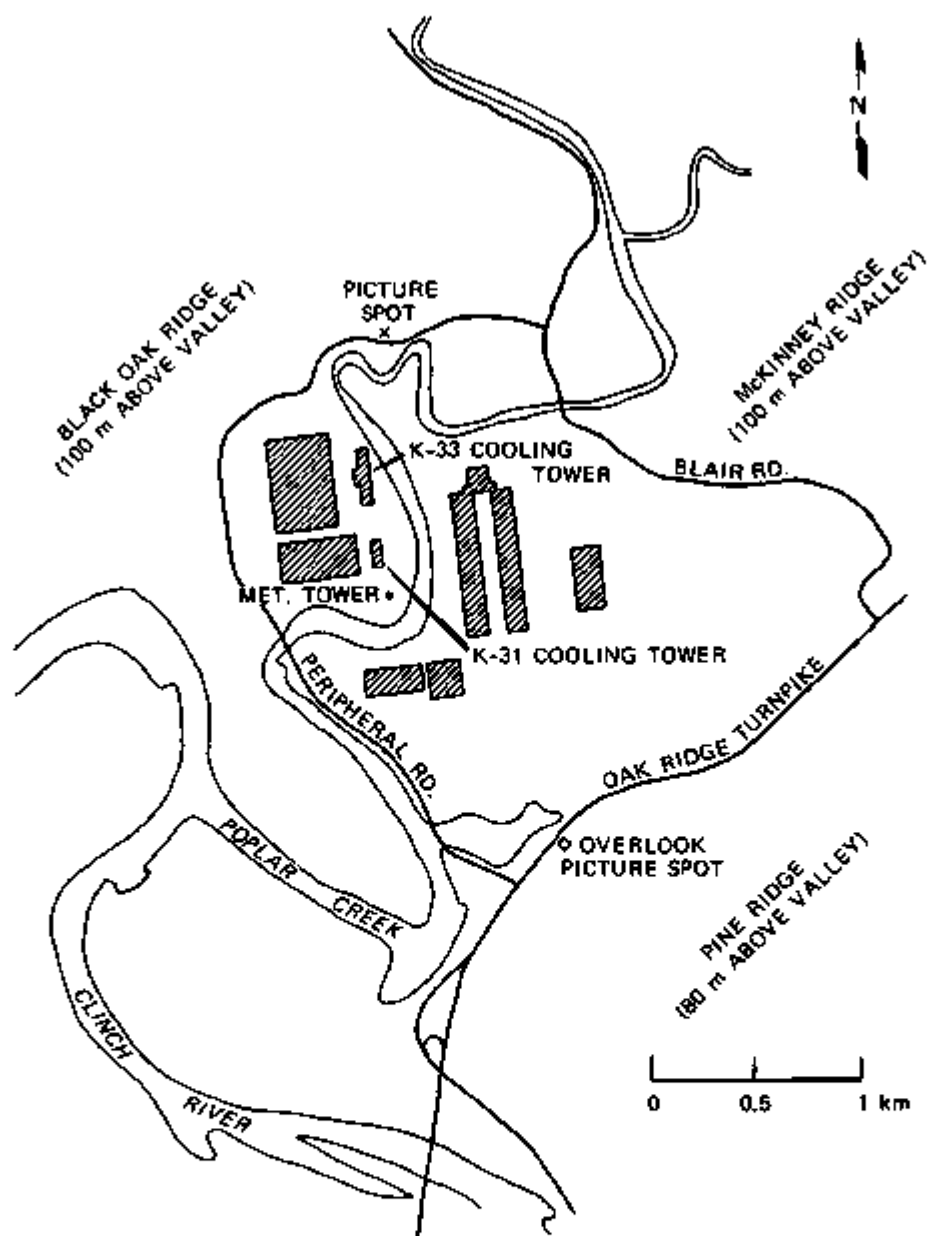 N
PICTURE
SPOT
x
BLACK OAK RIDGE
(100 m ABOVE VALLEY)
McKINNEY RIDGE
(100 m ABOVE VALLEY)
K-33 COOLING
TOWER
BLAIR RD.
MET. TOWER
K-31 COOLING TOWER
PERIPHERAL RD.
OAK RIDGE TURNPIKE
OVERLOOK
PICTURE SPOT
POPLAR
CREEK
PINE RIDGE
(80 m ABOVE VALLEY)
CLINCH
RIVER
0 0.5 1 km